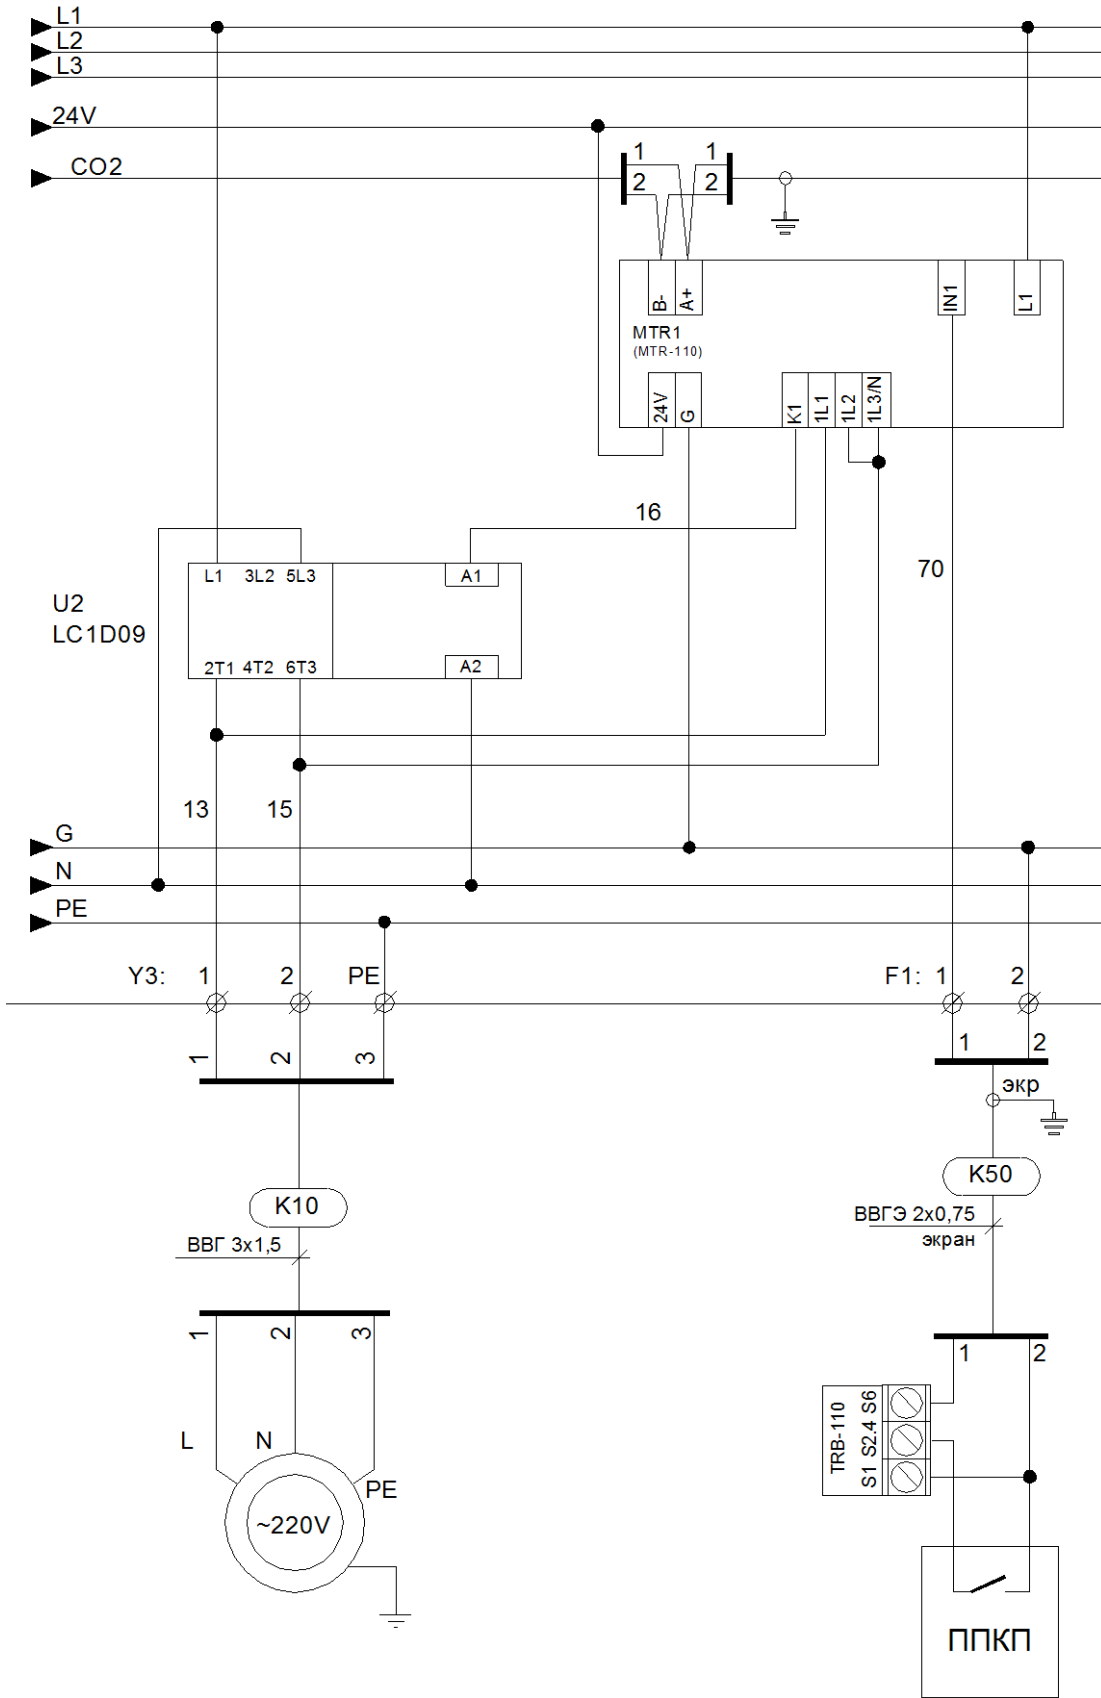 L1
L2
L3
24V
CO2
1 1
2 2
B- A+ IN1 L1
MTR1
(MTR-110)
24V G K1 1L1 1L2 1L3/N
16
70
L1 3L2 5L3 A1
U2
LC1D09
2T1 4T2 6T3 A2
13 15
G
N
PE
Y3: 1 2 PE F1: 1 2
1 2 3 1 2
экр
K10 K50
ВВГ 3х1,5 ВВГЭ 2х0,75
экран
1 2 3 1 2
TRB-110 S1 S2.4 S6
L N
PE
~220V
ППКП